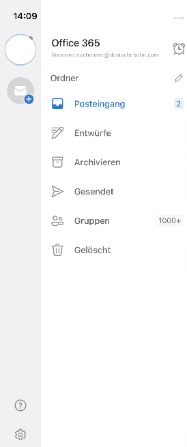 14:09
Office 365
Ordner
Posteingang 2
Entwürfe
Archivieren
Gesendet
Gruppen 1000+
Gelöscht